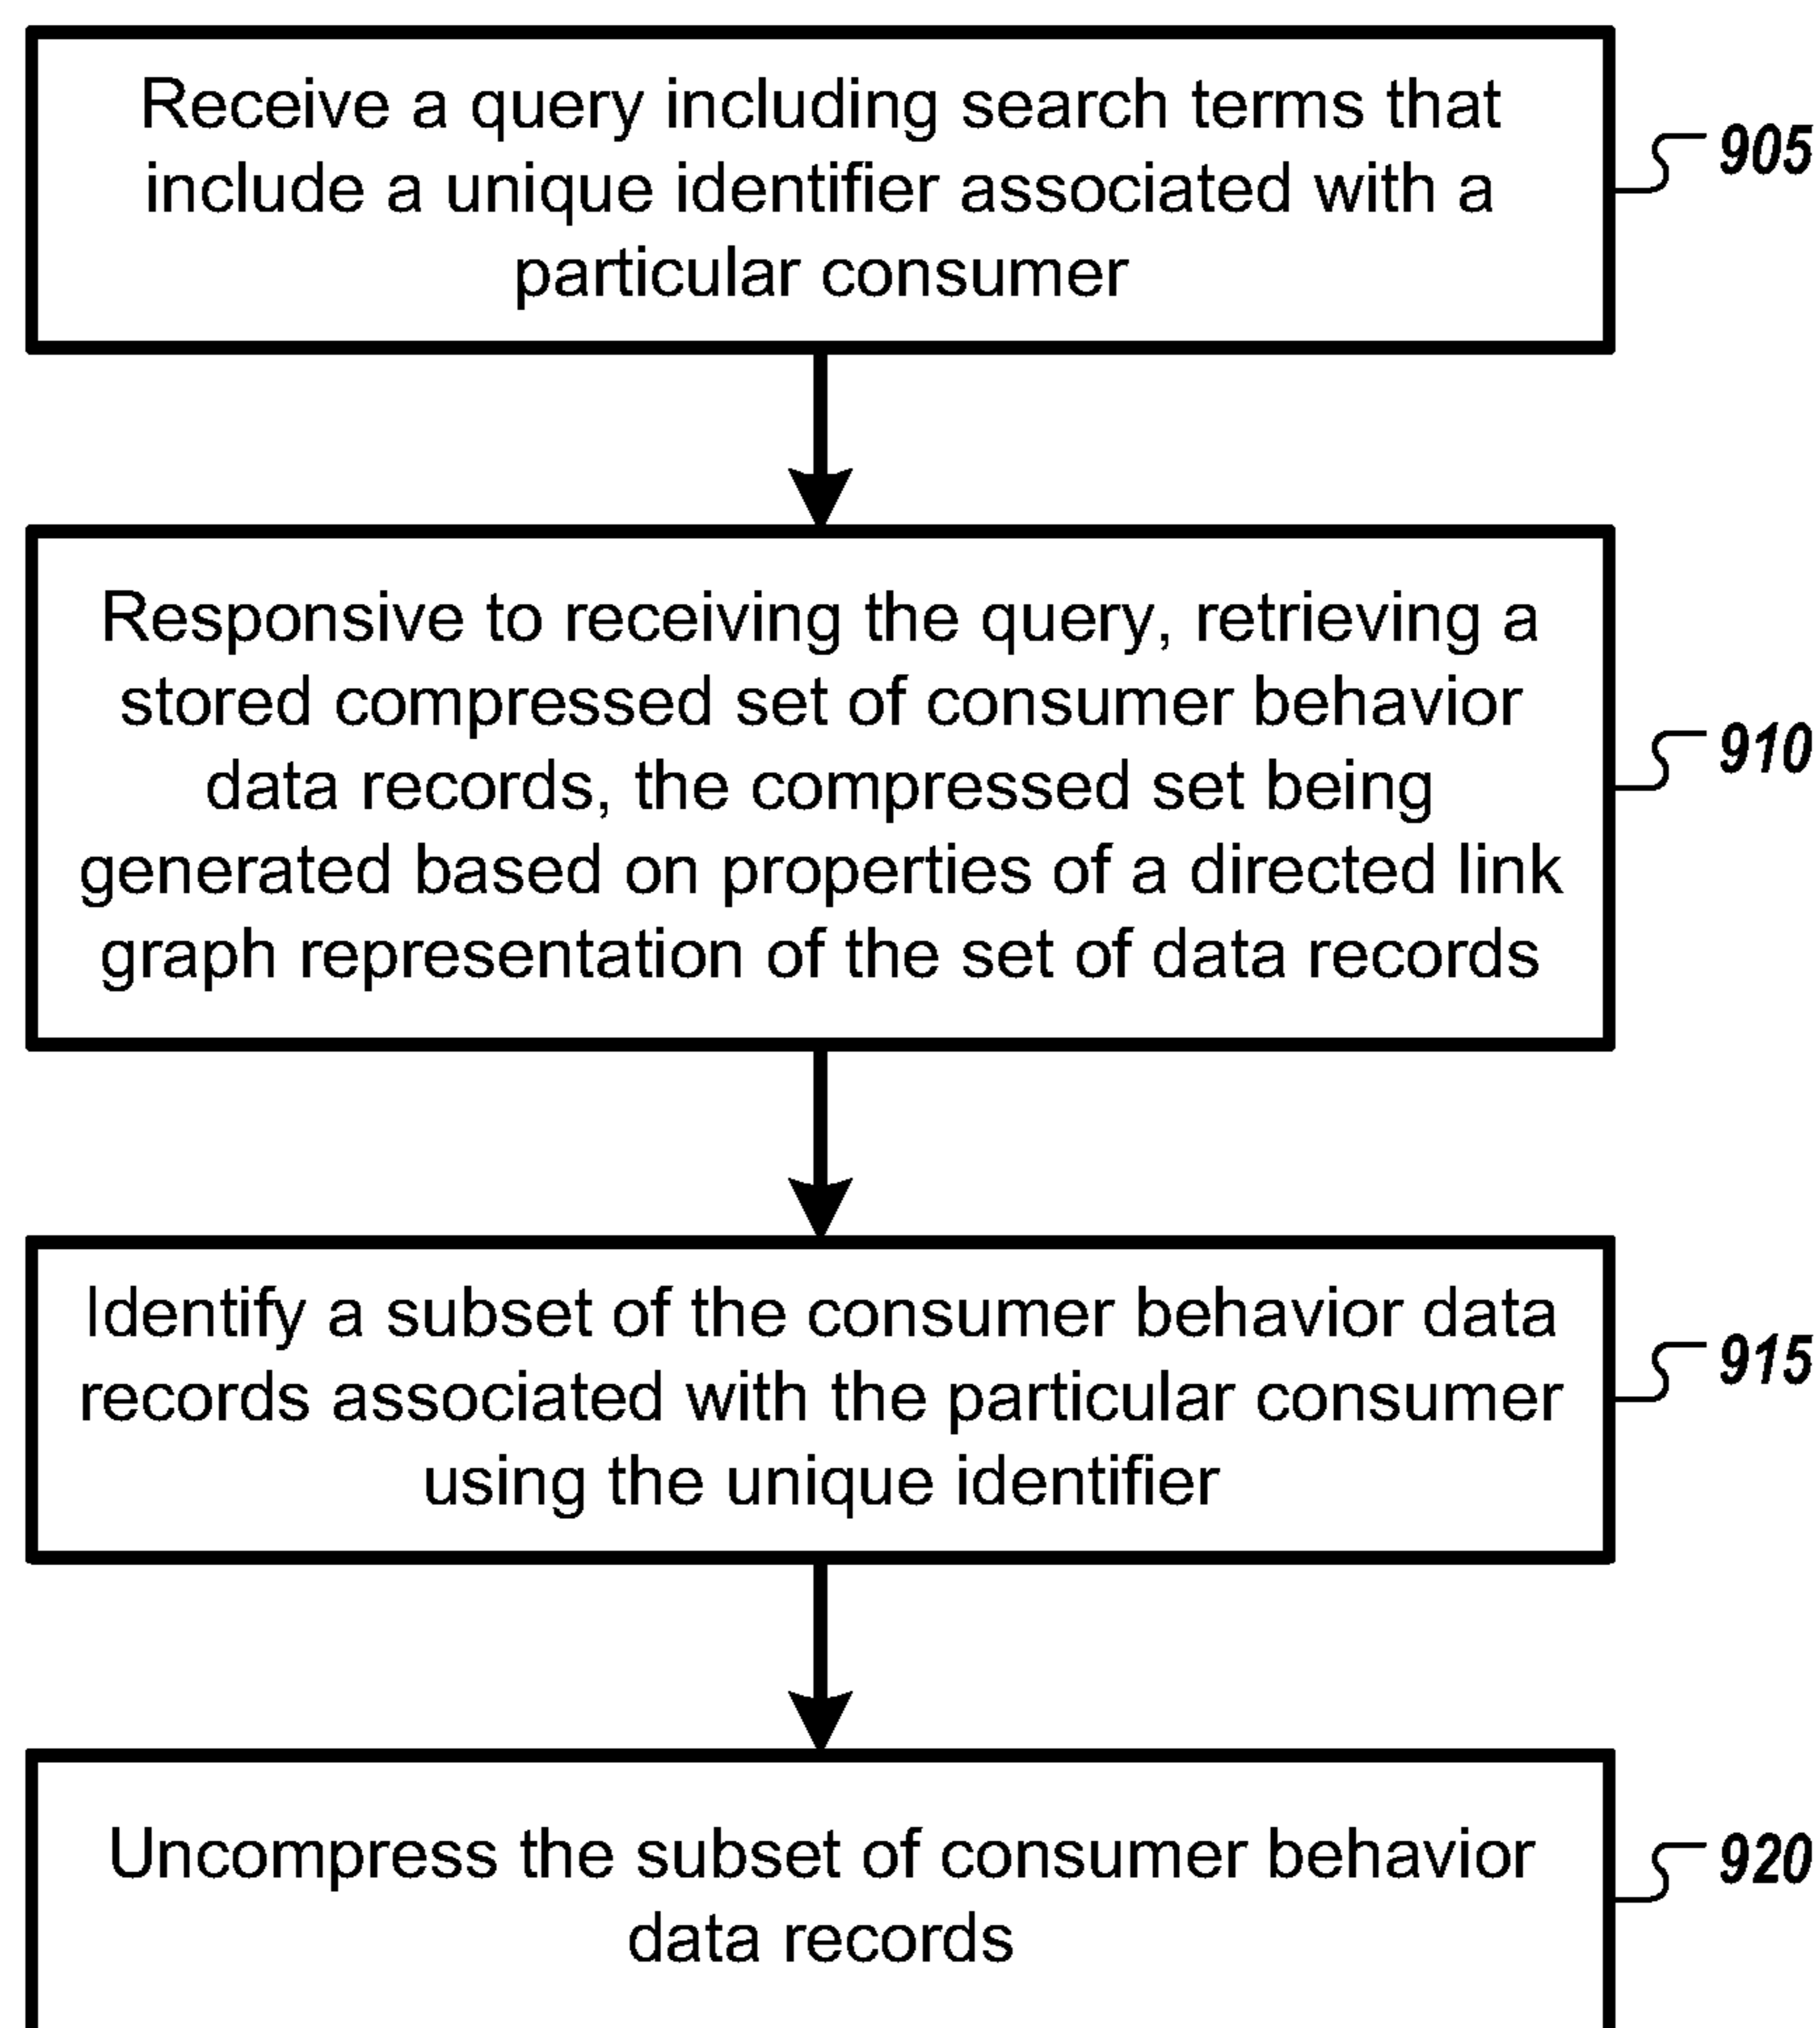 Receive a query including search terms that
include a unique identifier associated with a
particular consumer
905
Responsive to receiving the query, retrieving a
stored compressed set of consumer behavior
data records, the compressed set being
generated based on properties of a directed link
graph representation of the set of data records
910
Identify a subset of the consumer behavior data
records associated with the particular consumer
using the unique identifier
915
Uncompress the subset of consumer behavior
data records
920